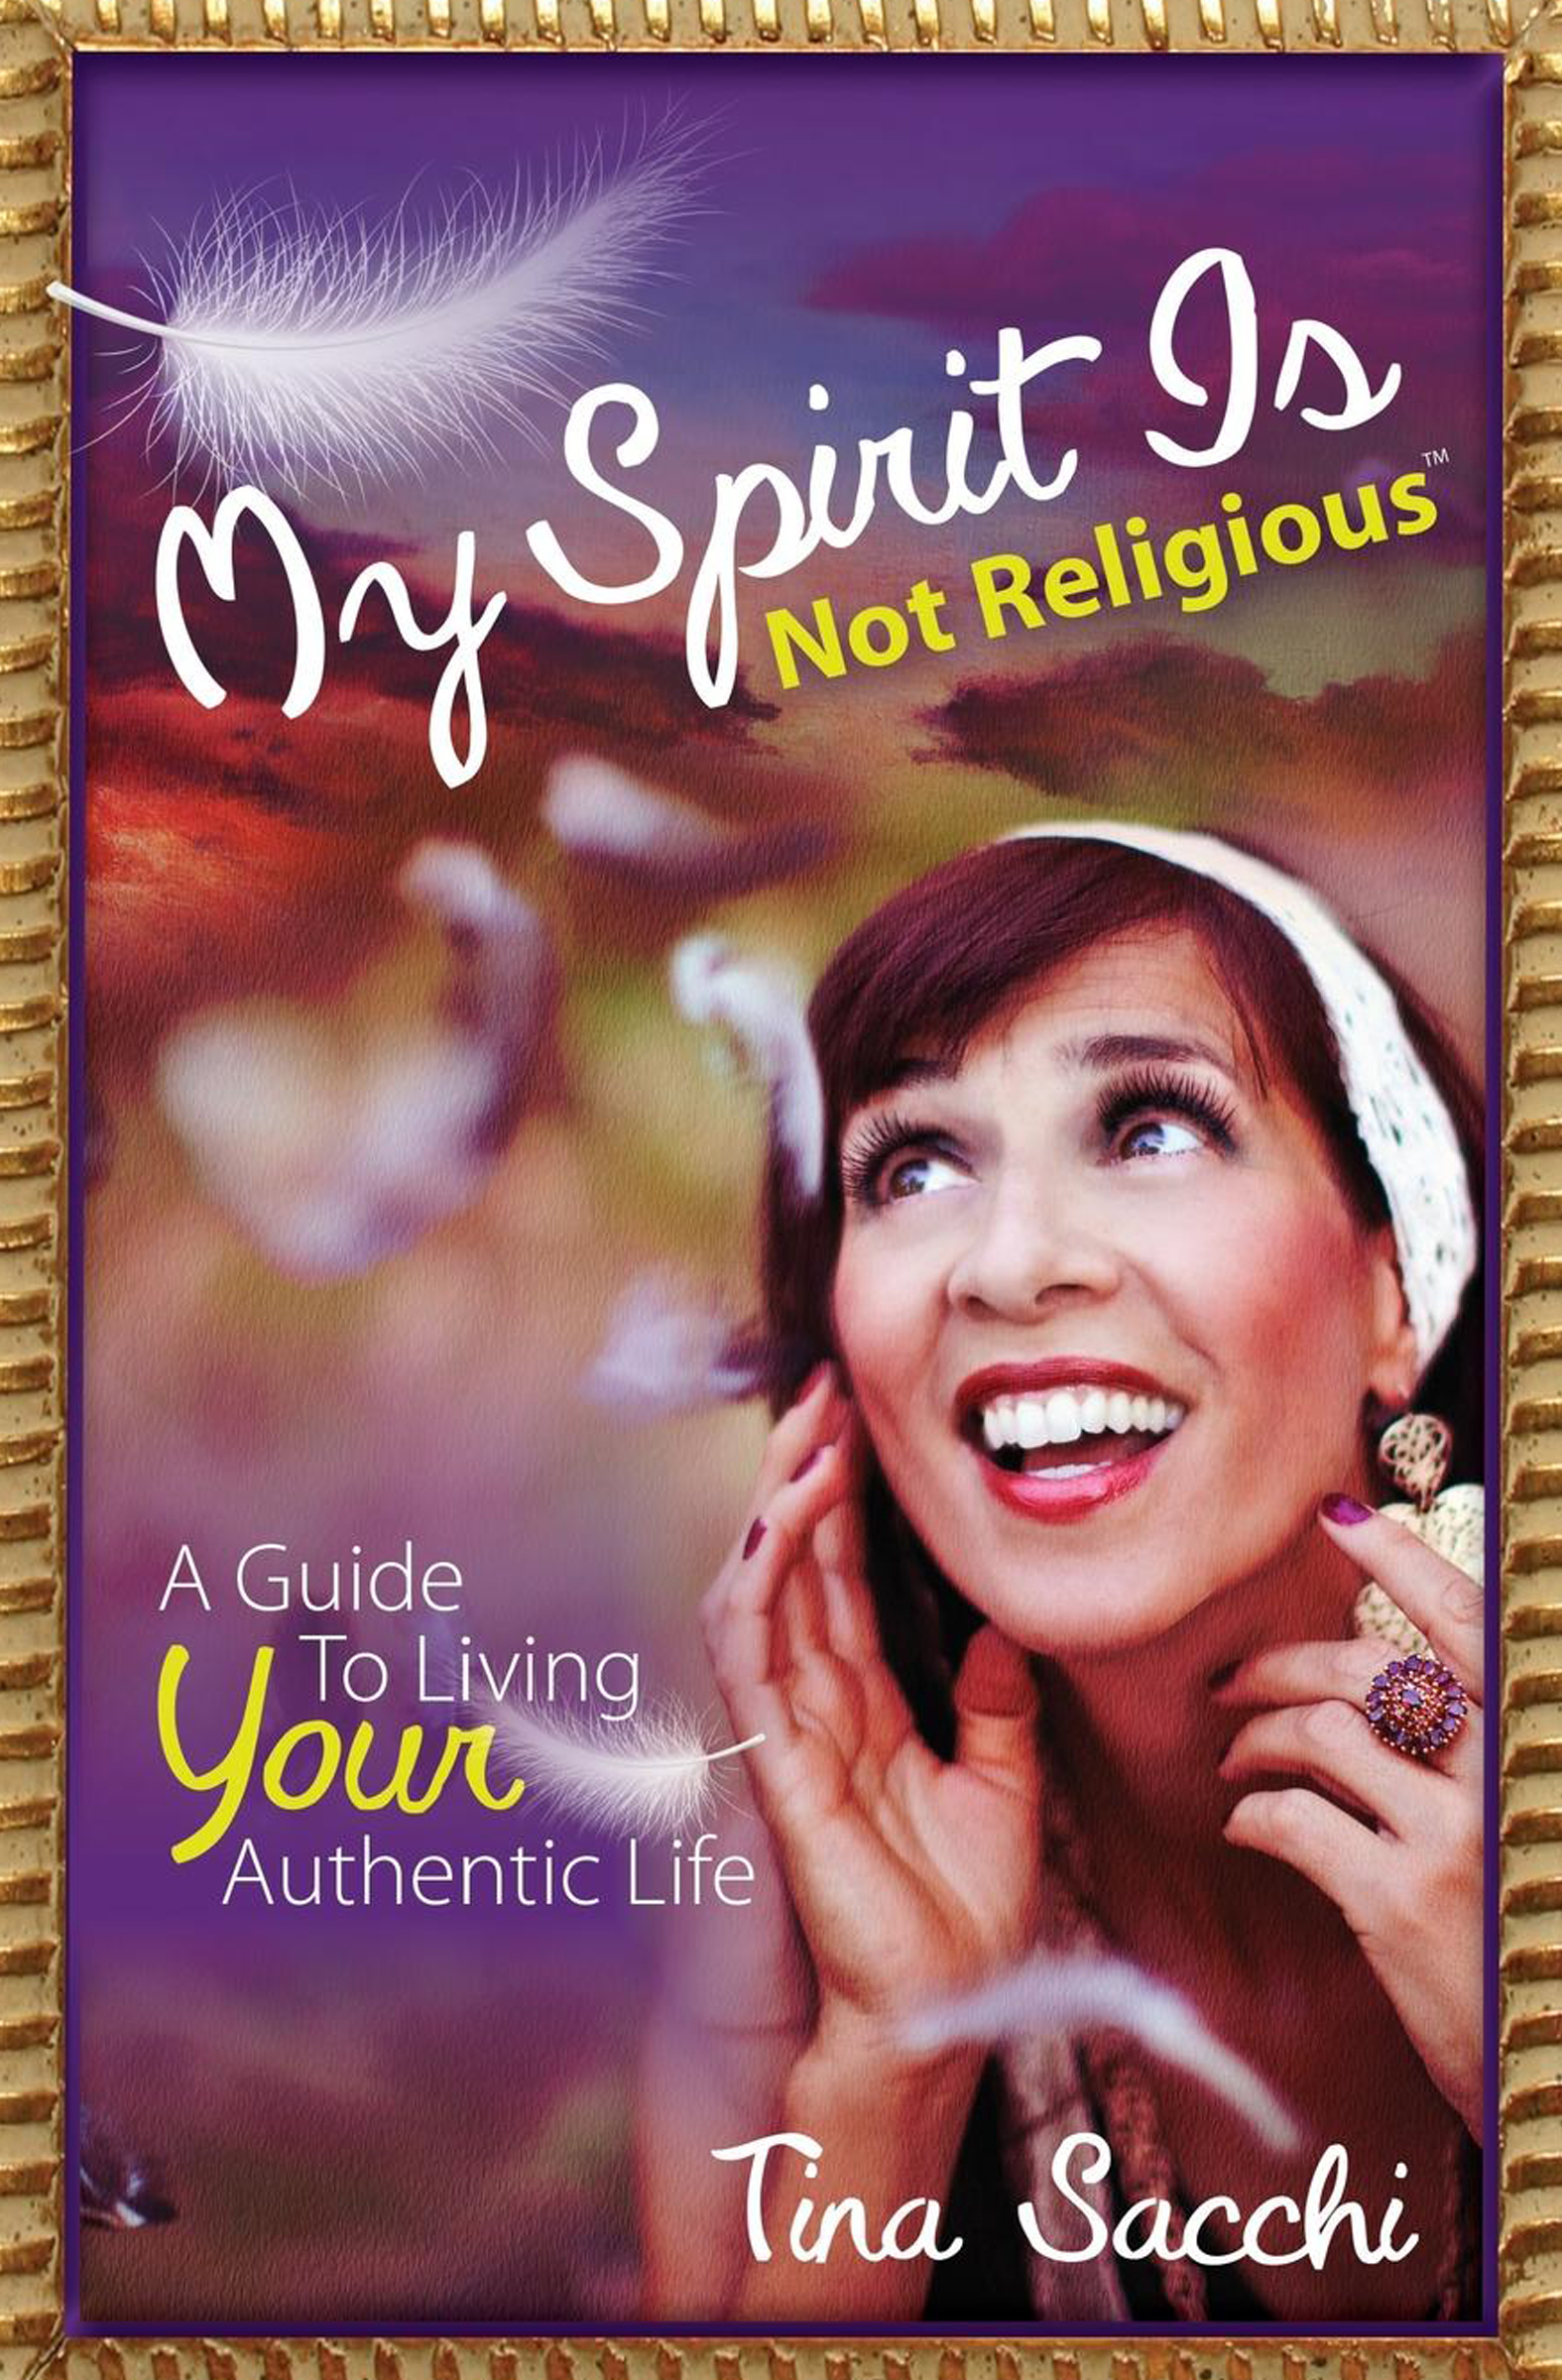 My Spirit Is
Not Religious™
A Guide
To Living
Your
Authentic Life
Tina Sacchi